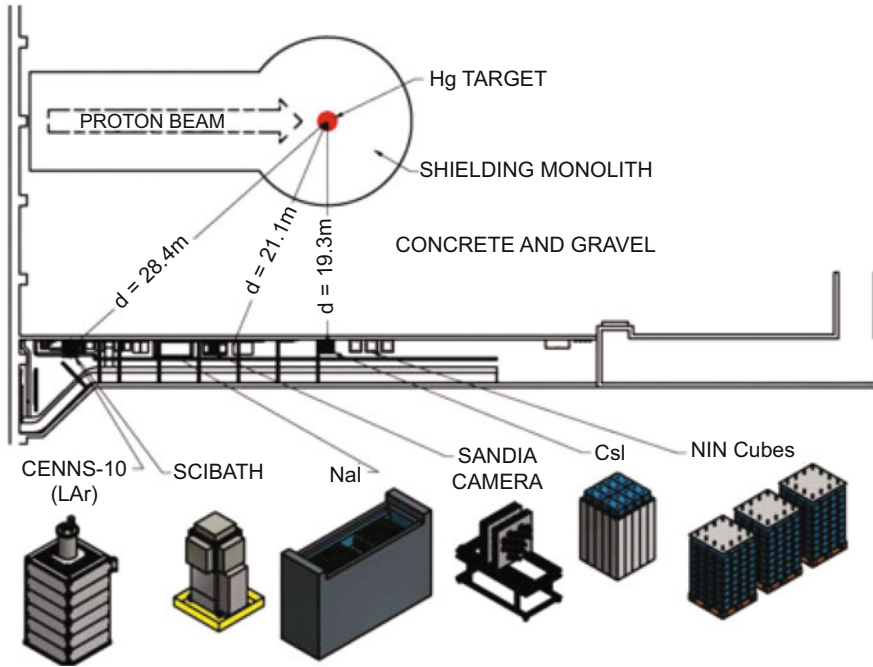 Hg TARGET
PROTON BEAM
SHIELDING MONOLITH
CONCRETE AND GRAVEL
d = 28.4m
d = 21.1m
d = 19.3m
CENNS-10
(LAr)
SCIBATH
NaI
SANDIA
CAMERA
CsI
NIN Cubes